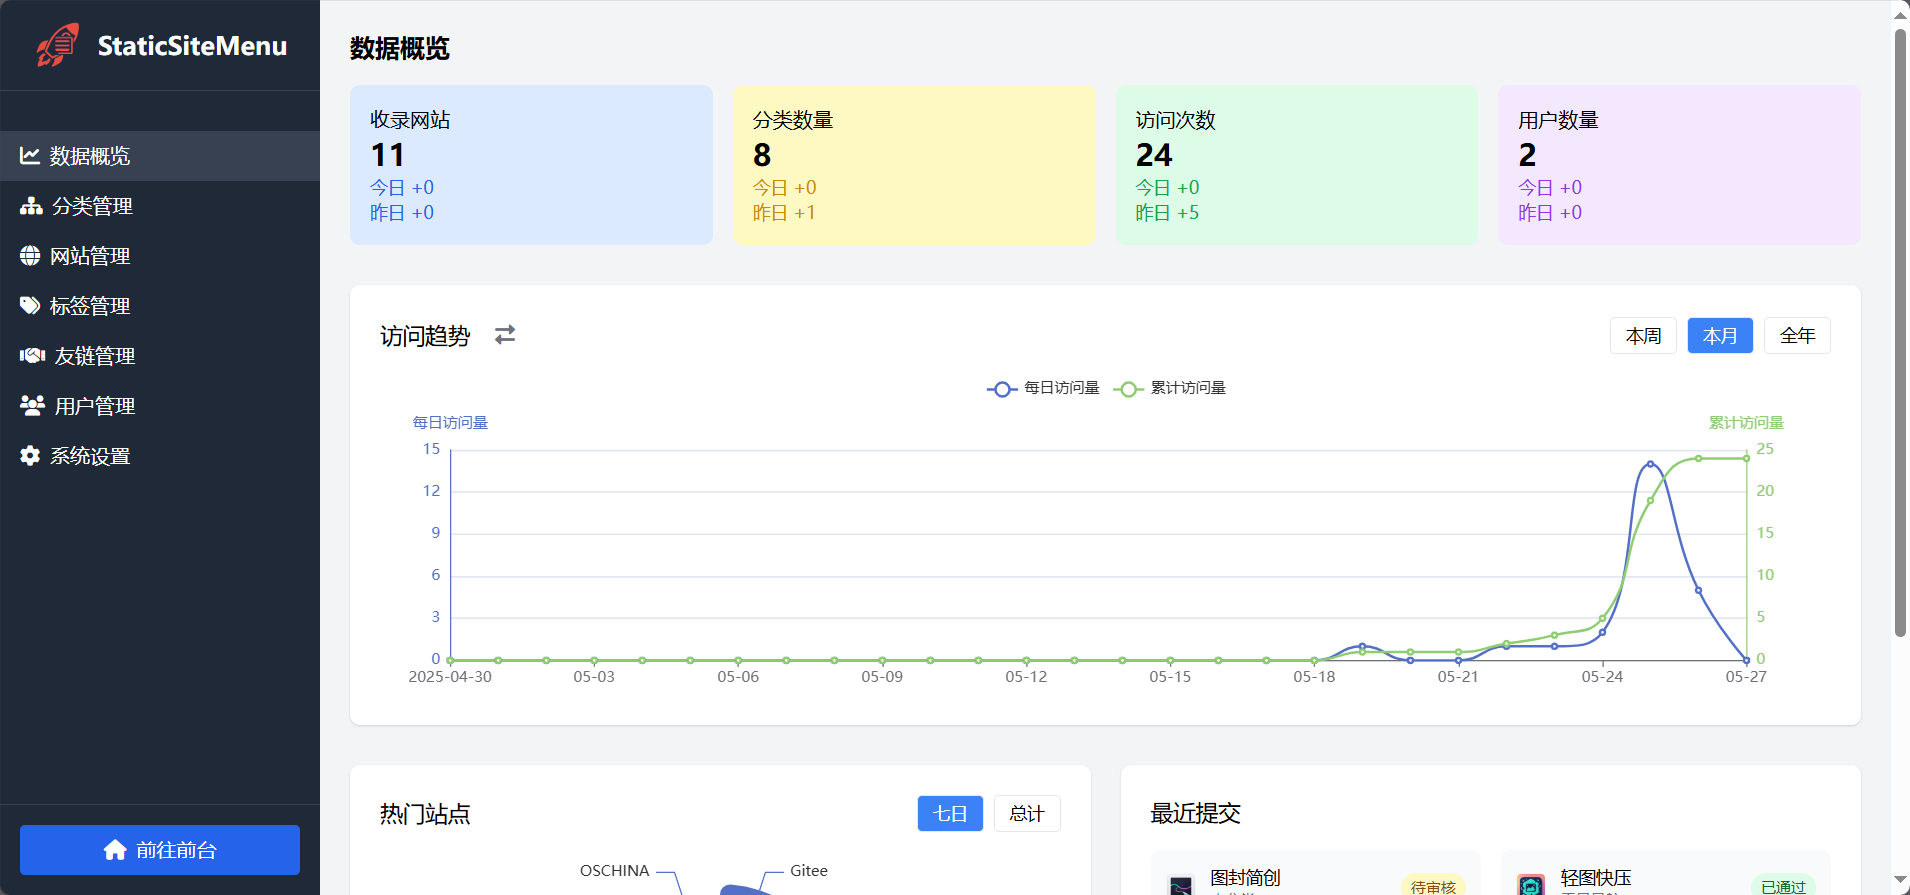 StaticSiteMenu
数据概览
分类管理
网站管理
标签管理
友链管理
用户管理
系统设置
前往前台
数据概览
收录网站
11
今日 +0
昨日 +0
分类数量
8
今日 +0
昨日 +1
访问次数
24
今日 +0
昨日 +5
用户数量
2
今日 +0
昨日 +0
访问趋势
本周 本月 全年
每日访问量 累计访问量
每日访问量 累计访问量
15 25
12 20
9 15
6 10
3 5
0 0
2025-04-30 05-03 05-06 05-09 05-12 05-15 05-18 05-21 05-24 05-27
热门站点
七日 总计
OSCHINA Gitee
最近提交
图封简创
待审核
轻图快压
已通过